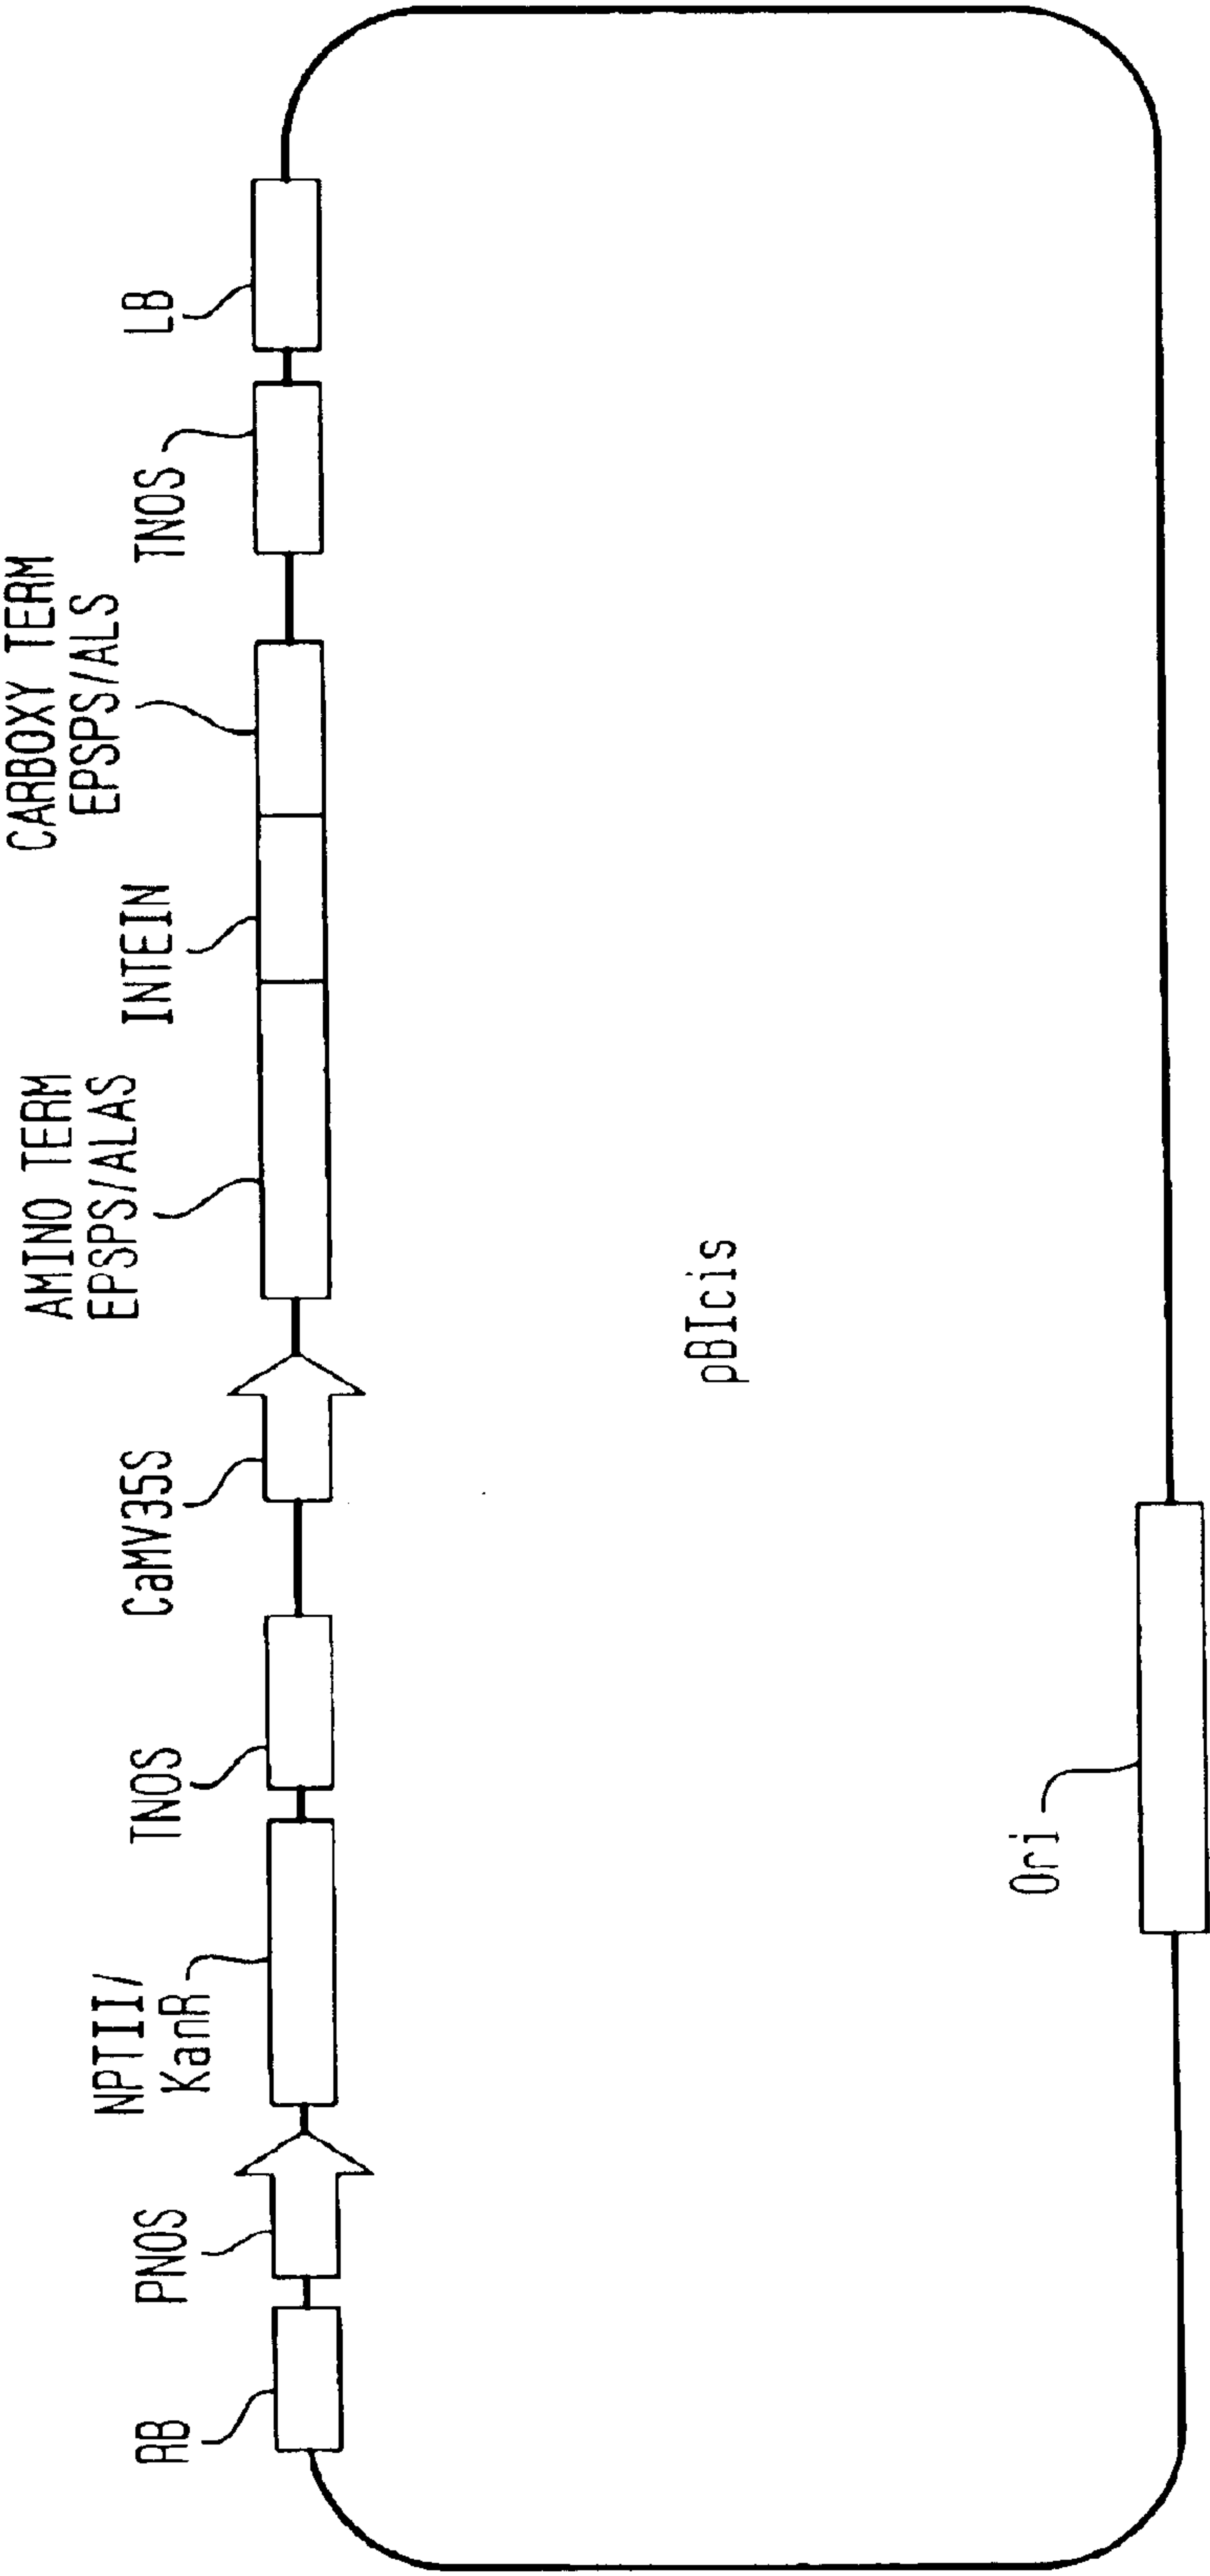 RB
PNOS
NPTII/
KanR
TNOS
CaMV35S
AMINO TERM
EPSPS/ALAS
INTEIN
CARBOXY TERM
EPSPS/ALS
TNOS
LB
pBIcis
Ori